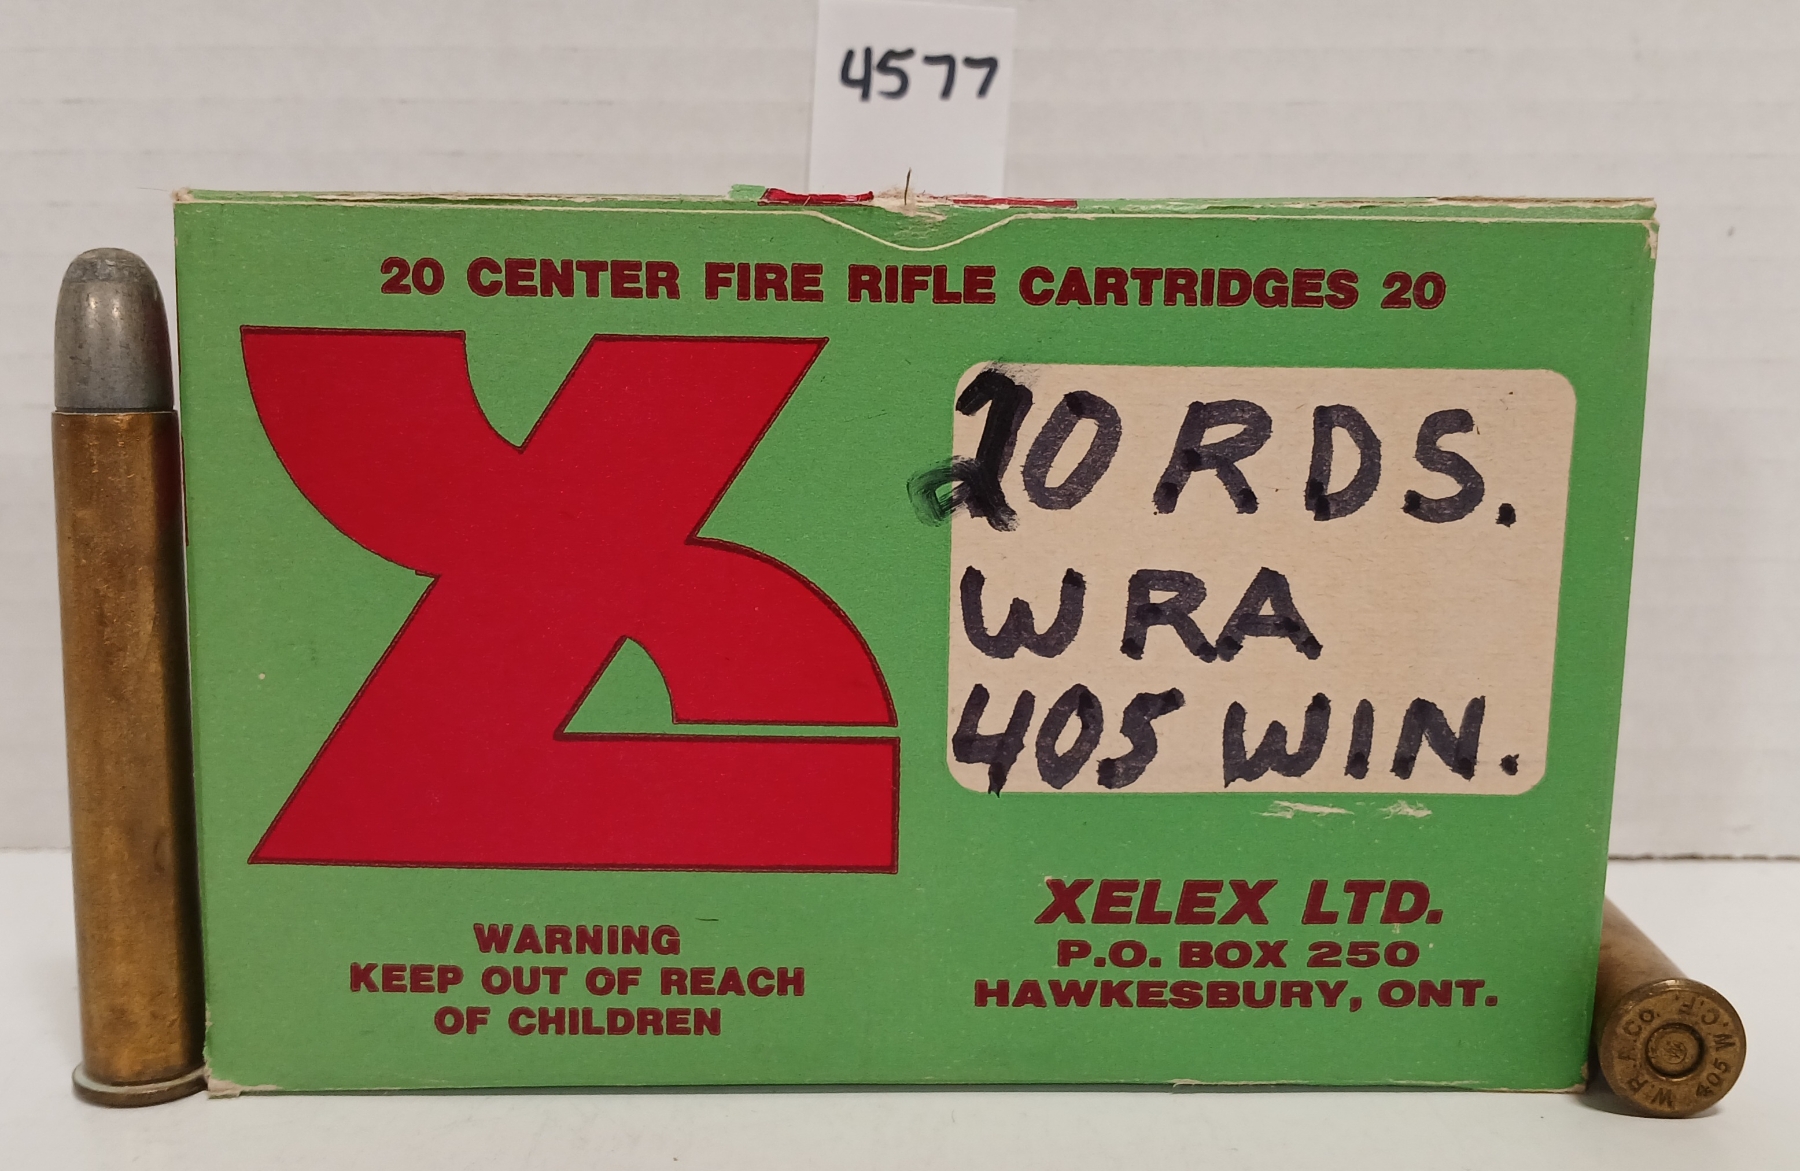 4577
20 CENTER FIRE RIFLE CARTRIDGES 20
20 RDS.
WRA
405 WIN.
XELEX LTD.
P.O. BOX 250
HAWKESBURY, ONT.
WARNING
KEEP OUT OF REACH
OF CHILDREN
W.R.A.CO.
.405 W.C.F.